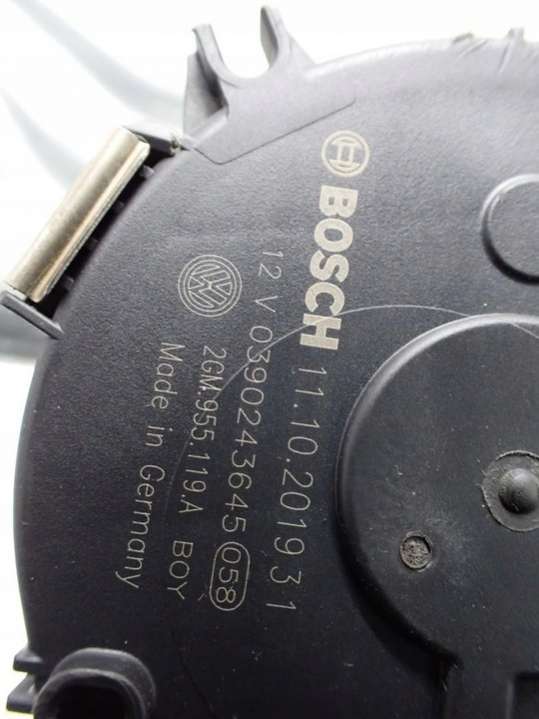 BOSCH 11.10.2019 31
12 V 0390243645 058
2GM.955.119.A BOY
Made in Germany